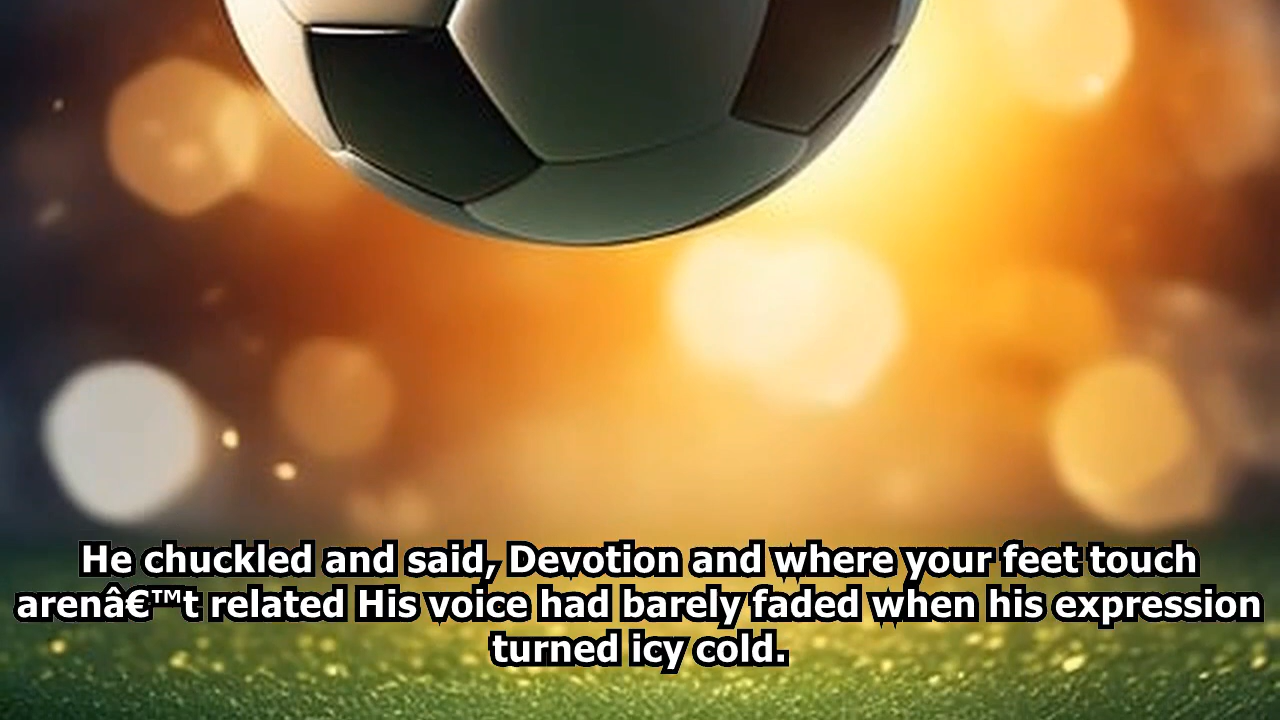 He chuckled and said, Devotion and where your feet touch
arenâ€™t related His voice had barely faded when his expression
turned icy cold.